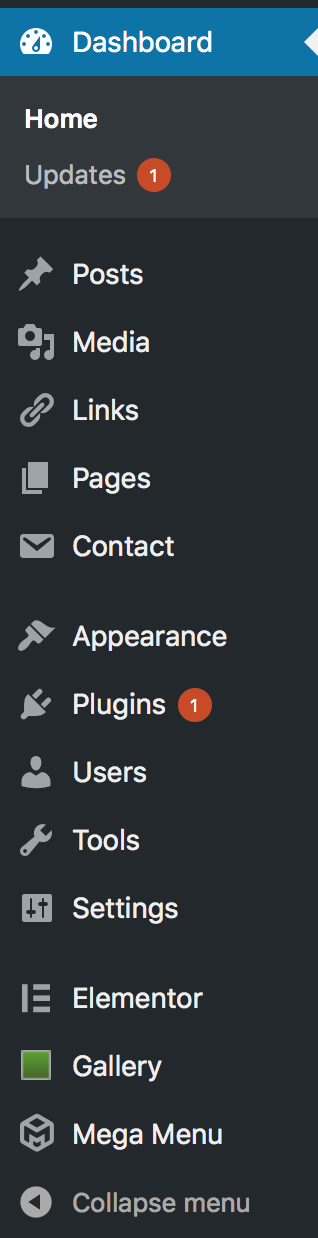 Dashboard
Home
Updates 1
Posts
Media
Links
Pages
Contact
Appearance
Plugins 1
Users
Tools
Settings
Elementor
Gallery
Mega Menu
Collapse menu